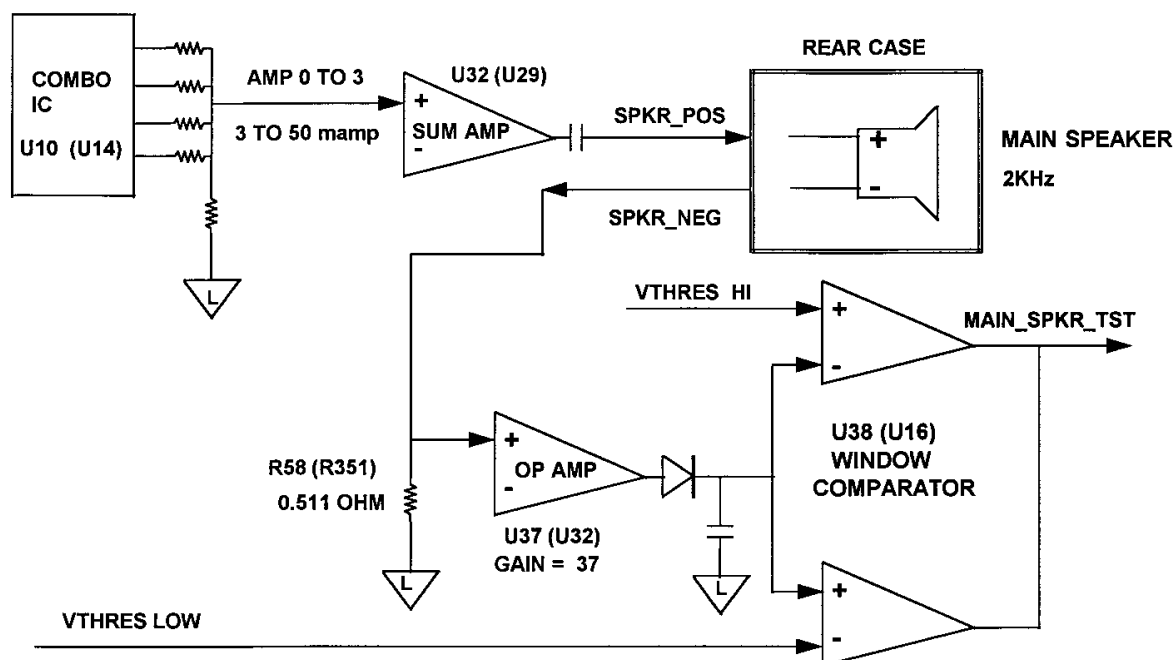 COMBO
IC
U10 (U14)
AMP 0 TO 3
3 TO 50 mamp
U32 (U29)
+
SUM AMP
-
SPKR_POS
SPKR_NEG
REAR CASE
+
-
MAIN SPEAKER
2KHz
L
VTHRES HI
+
-
MAIN_SPKR_TST
U38 (U16)
WINDOW
COMPARATOR
R58 (R351)
0.511 OHM
+
OP AMP
-
U37 (U32)
GAIN = 37
L
L
VTHRES LOW
+
-